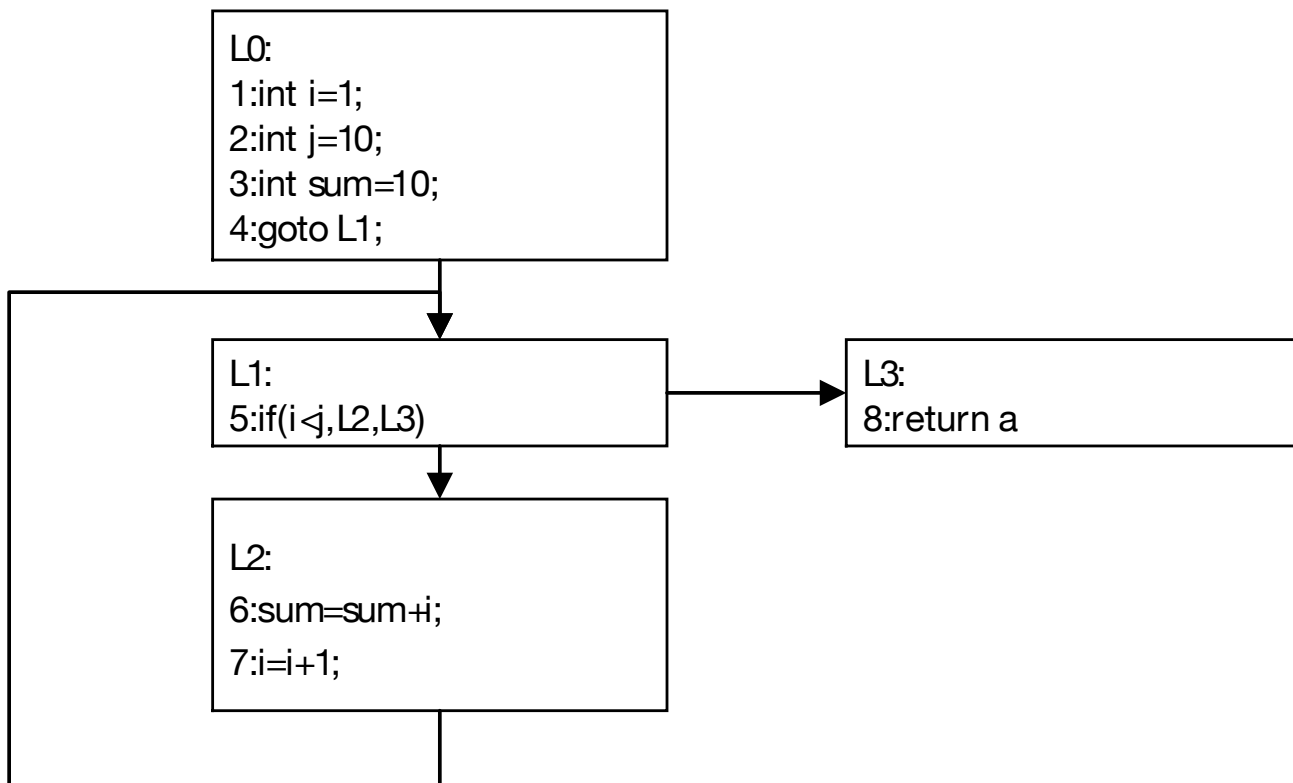 L0:
1:int i=1;
2:int j=10;
3:int sum=10;
4:goto L1;
L1:
5:if(i<j,L2,L3)
L3:
8:return a
L2:
6:sum=sum+i;
7:i=i+1;